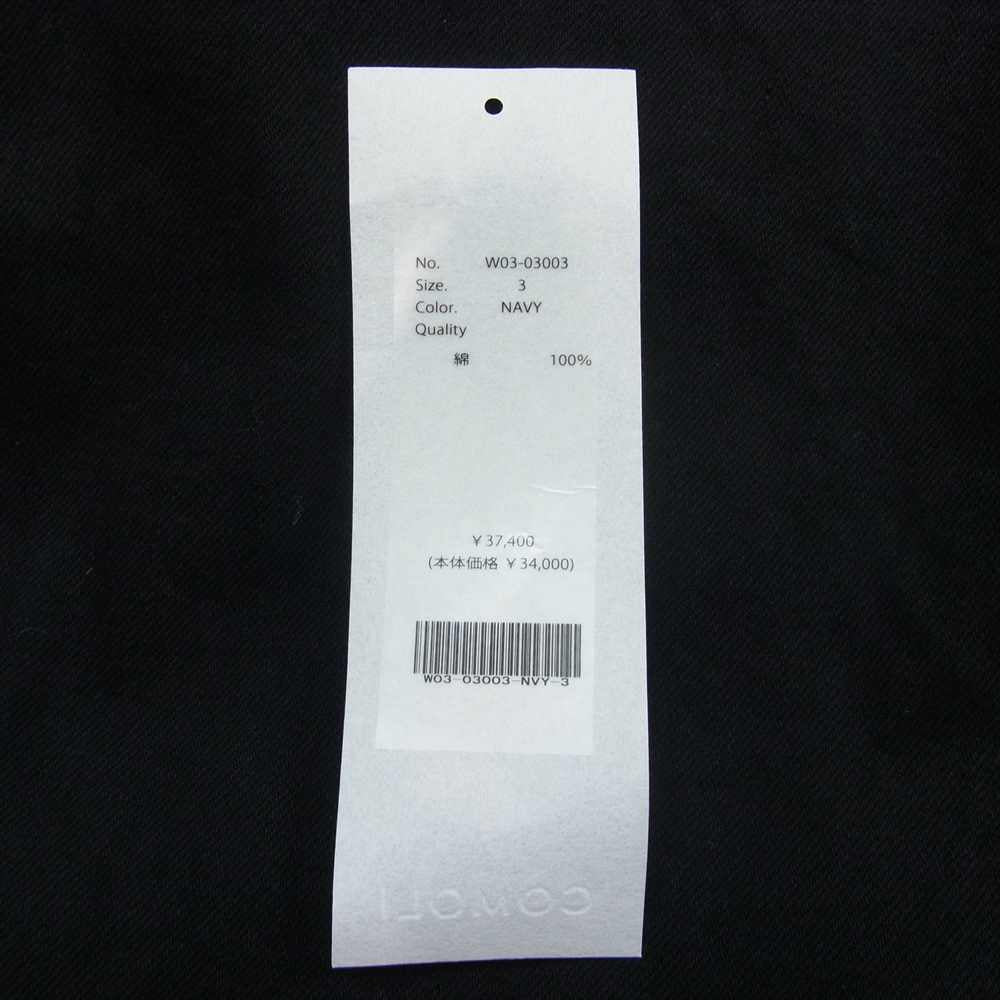 No. W03-03003
Size. 3
Color. NAVY
Quality
綿 100%
￥37,400
(本体価格 ￥34,000)
W03-03003-NVY-3
COMOLI